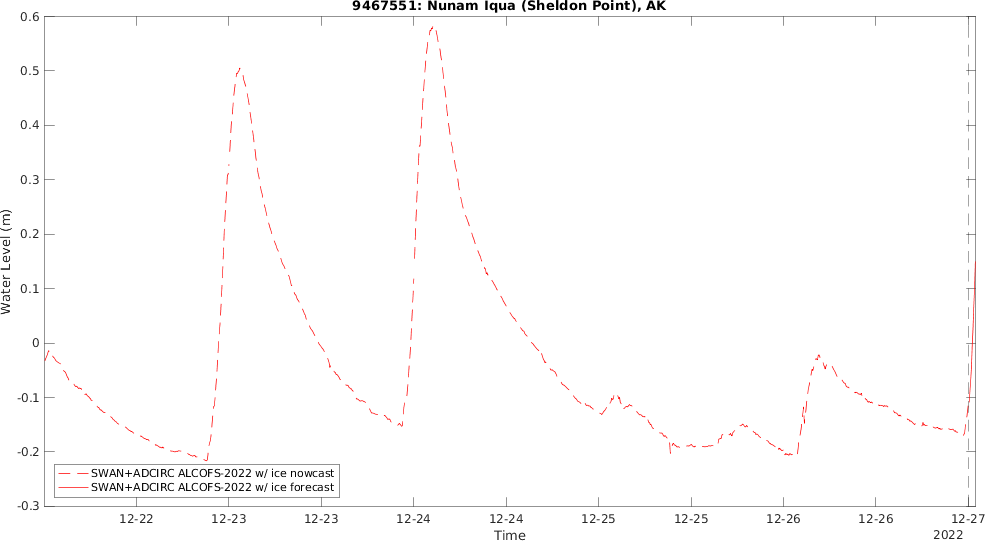 9467551: Nunam Iqua (Sheldon Point), AK
0.6
0.5
0.4
0.3
0.2
0.1
0
-0.1
-0.2
-0.3
Water Level (m)
SWAN+ADCIRC ALCOFS-2022 w/ ice nowcast
SWAN+ADCIRC ALCOFS-2022 w/ ice forecast
12-22 12-23 12-23 12-24 12-24 12-25 12-25 12-26 12-26 12-27
Time
2022